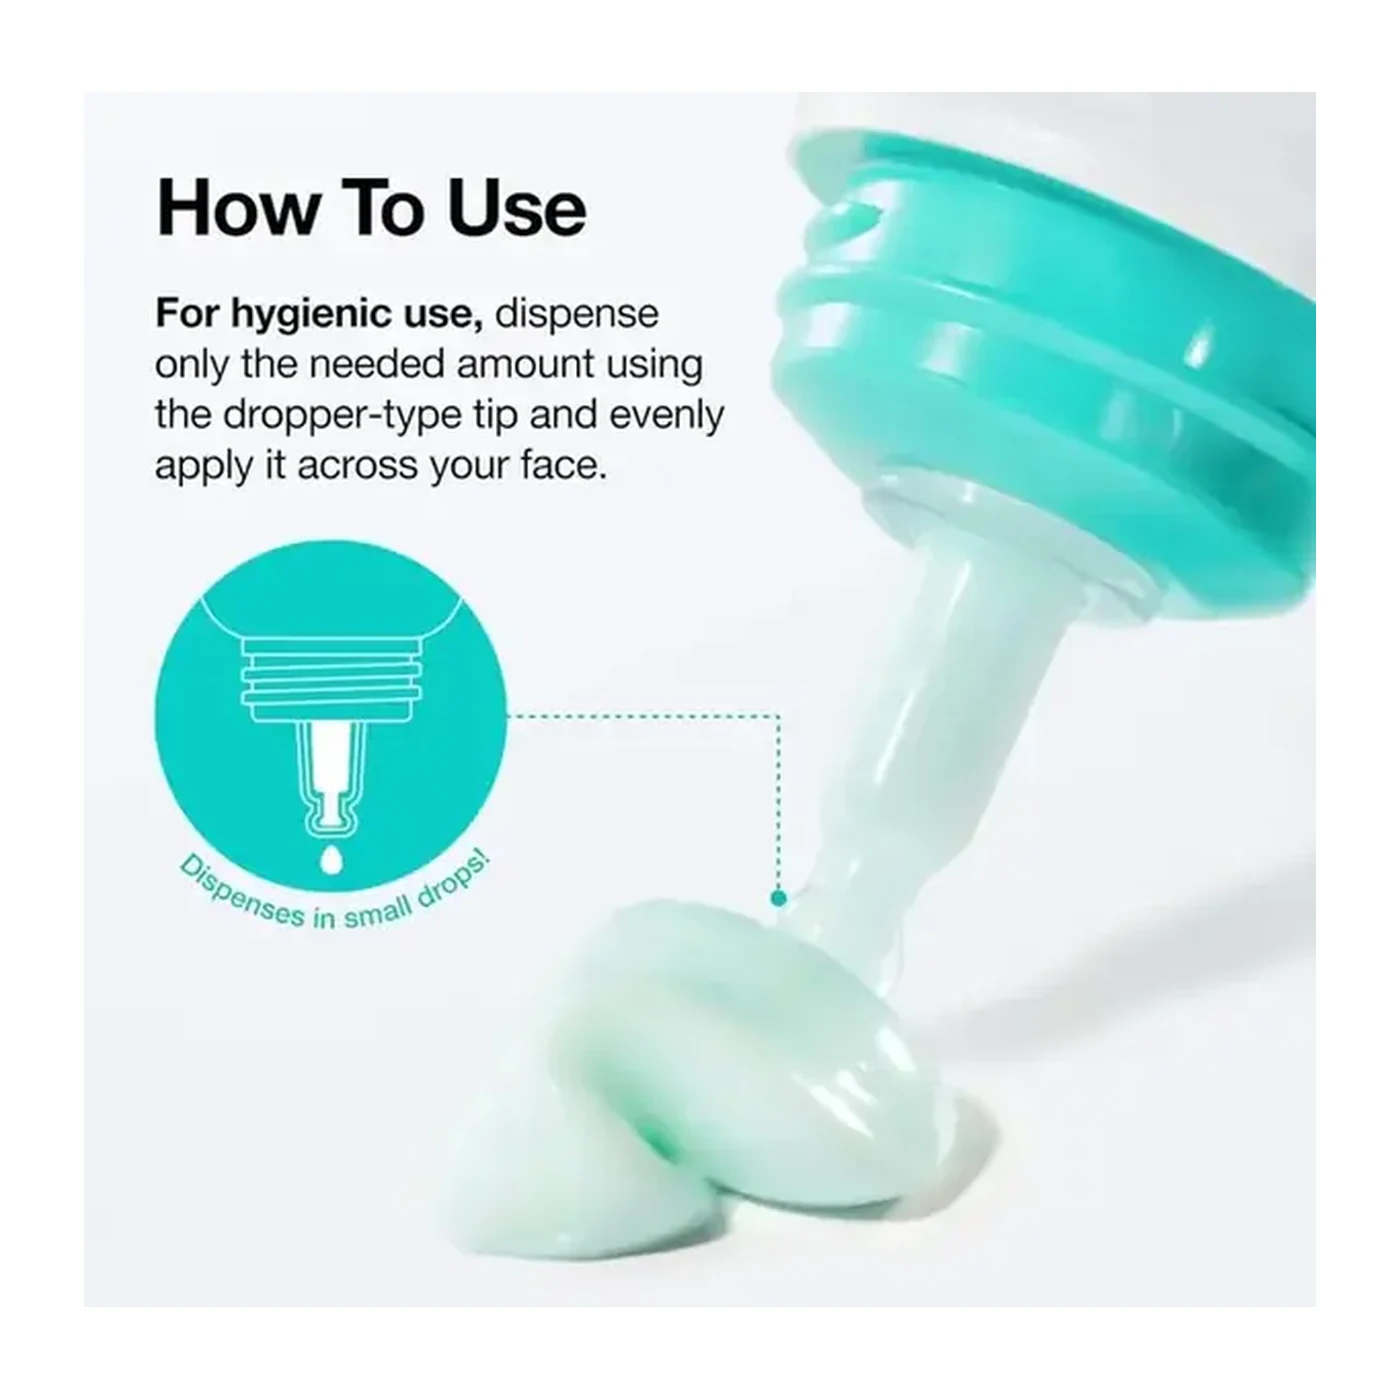 How To Use
For hygienic use, dispense
only the needed amount using
the dropper-type tip and evenly
apply it across your face.
Dispenses in small drops!